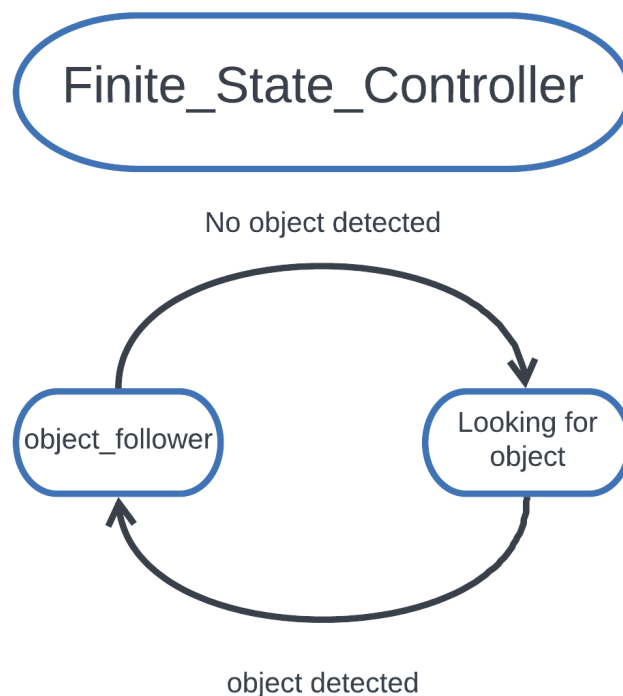 Finite_State_Controller
No object detected
object_follower
Looking for
object
object detected